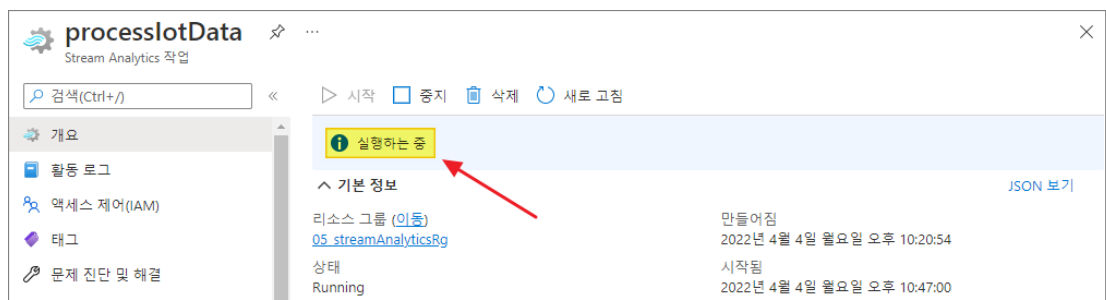 processIotData
Stream Analytics 작업
검색(Ctrl+/)
시작 중지 삭제 새로 고침
개요
활동 로그
액세스 제어(IAM)
태그
문제 진단 및 해결
실행하는 중
기본 정보
JSON 보기
리소스 그룹 (이동)
05_streamAnalyticsRg
만들어짐
2022년 4월 4일 월요일 오후 10:20:54
상태
Running
시작됨
2022년 4월 4일 월요일 오후 10:47:00